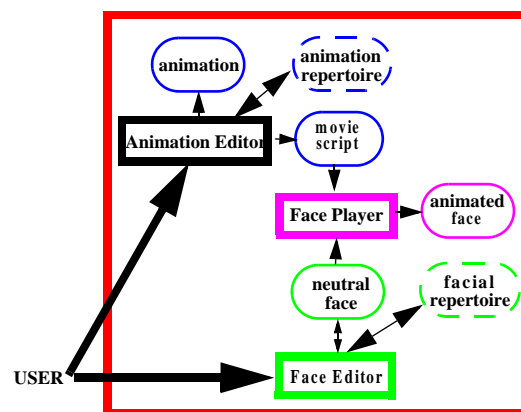 animation
animation
repertoire
Animation Editor
movie
script
Face Player
animated
face
neutral
face
facial
repertoire
USER
Face Editor